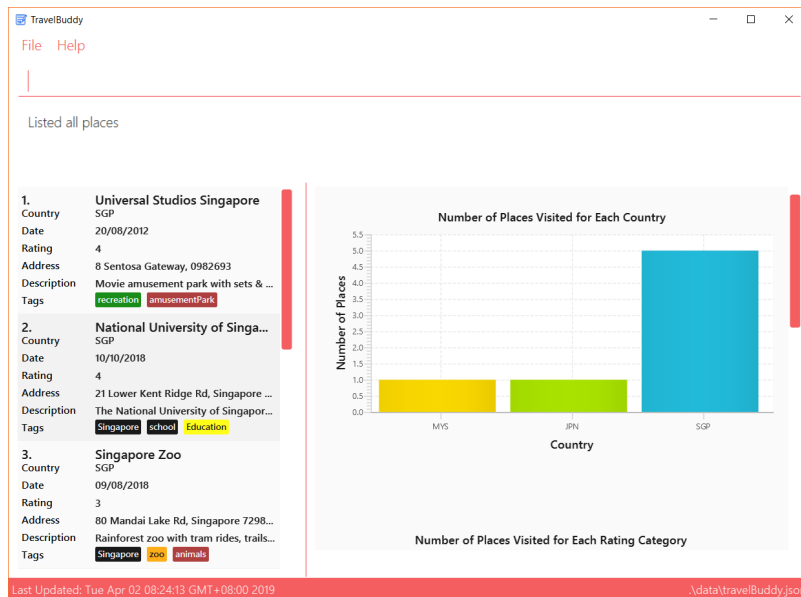 TravelBuddy
File Help
Listed all places
1. Universal Studios Singapore
Country SGP
Date 20/08/2012
Rating 4
Address 8 Sentosa Gateway, 0982693
Description Movie amusement park with sets & ...
Tags recreation amusementPark
2. National University of Singa...
Country SGP
Date 10/10/2018
Rating 4
Address 21 Lower Kent Ridge Rd, Singapore ...
Description The National University of Singapor...
Tags Singapore school Education
3. Singapore Zoo
Country SGP
Date 09/08/2018
Rating 3
Address 80 Mandai Lake Rd, Singapore 7298...
Description Rainforest zoo with tram rides, trails...
Tags Singapore zoo animals
Number of Places Visited for Each Country
Number of Places
5.5
5.0
4.5
4.0
3.5
3.0
2.5
2.0
1.5
1.0
0.5
0.0
MYS JPN SGP
Country
Number of Places Visited for Each Rating Category
Last Updated: Tue Apr 02 08:24:13 GMT+08:00 2019
.\data\travelBuddy.json